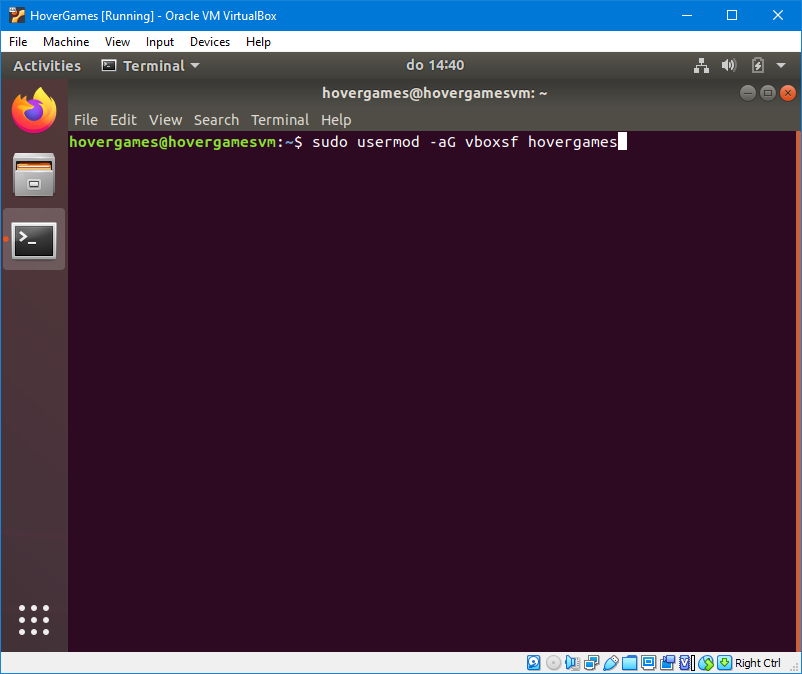 HoverGames [Running] - Oracle VM VirtualBox
File Machine View Input Devices Help
Activities Terminal do 14:40
hovergames@hovergamesvm: ~
File Edit View Search Terminal Help
hovergames@hovergamesvm:~$ sudo usermod -aG vboxsf hovergames
Right Ctrl